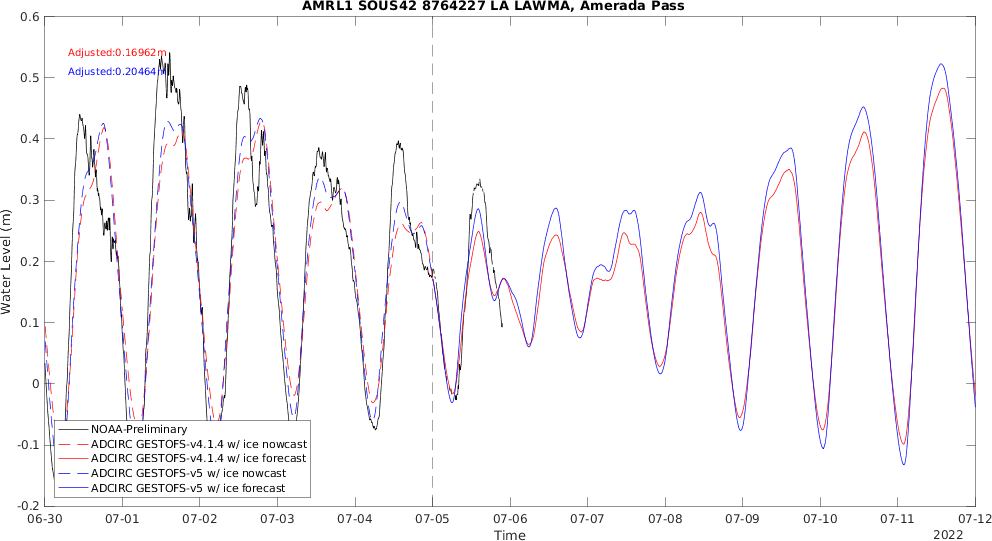 AMRL1 SOUS42 8764227 LA LAWMA, Amerada Pass
Adjusted:0.16962m
Adjusted:0.20464m
Water Level (m)
0.6
0.5
0.4
0.3
0.2
0.1
0
-0.1
-0.2
NOAA-Preliminary
ADCIRC GESTOFS-v4.1.4 w/ ice nowcast
ADCIRC GESTOFS-v4.1.4 w/ ice forecast
ADCIRC GESTOFS-v5 w/ ice nowcast
ADCIRC GESTOFS-v5 w/ ice forecast
06-30 07-01 07-02 07-03 07-04 07-05 07-06 07-07 07-08 07-09 07-10 07-11 07-12
Time
2022